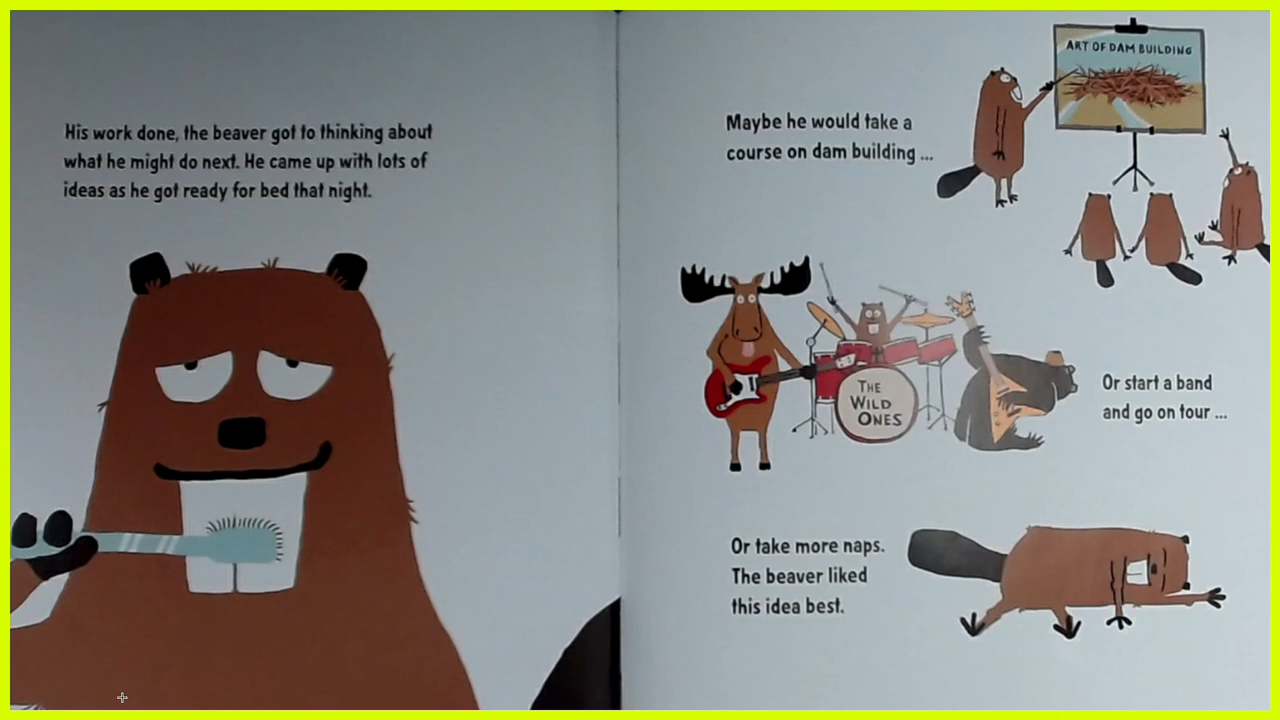 His work done, the beaver got to thinking about
what he might do next. He came up with lots of
ideas as he got ready for bed that night.
ART OF DAM BUILDING
Maybe he would take a
course on dam building ...
THE
WILD
ONES
Or start a band
and go on tour ...
Or take more naps.
The beaver liked
this idea best.